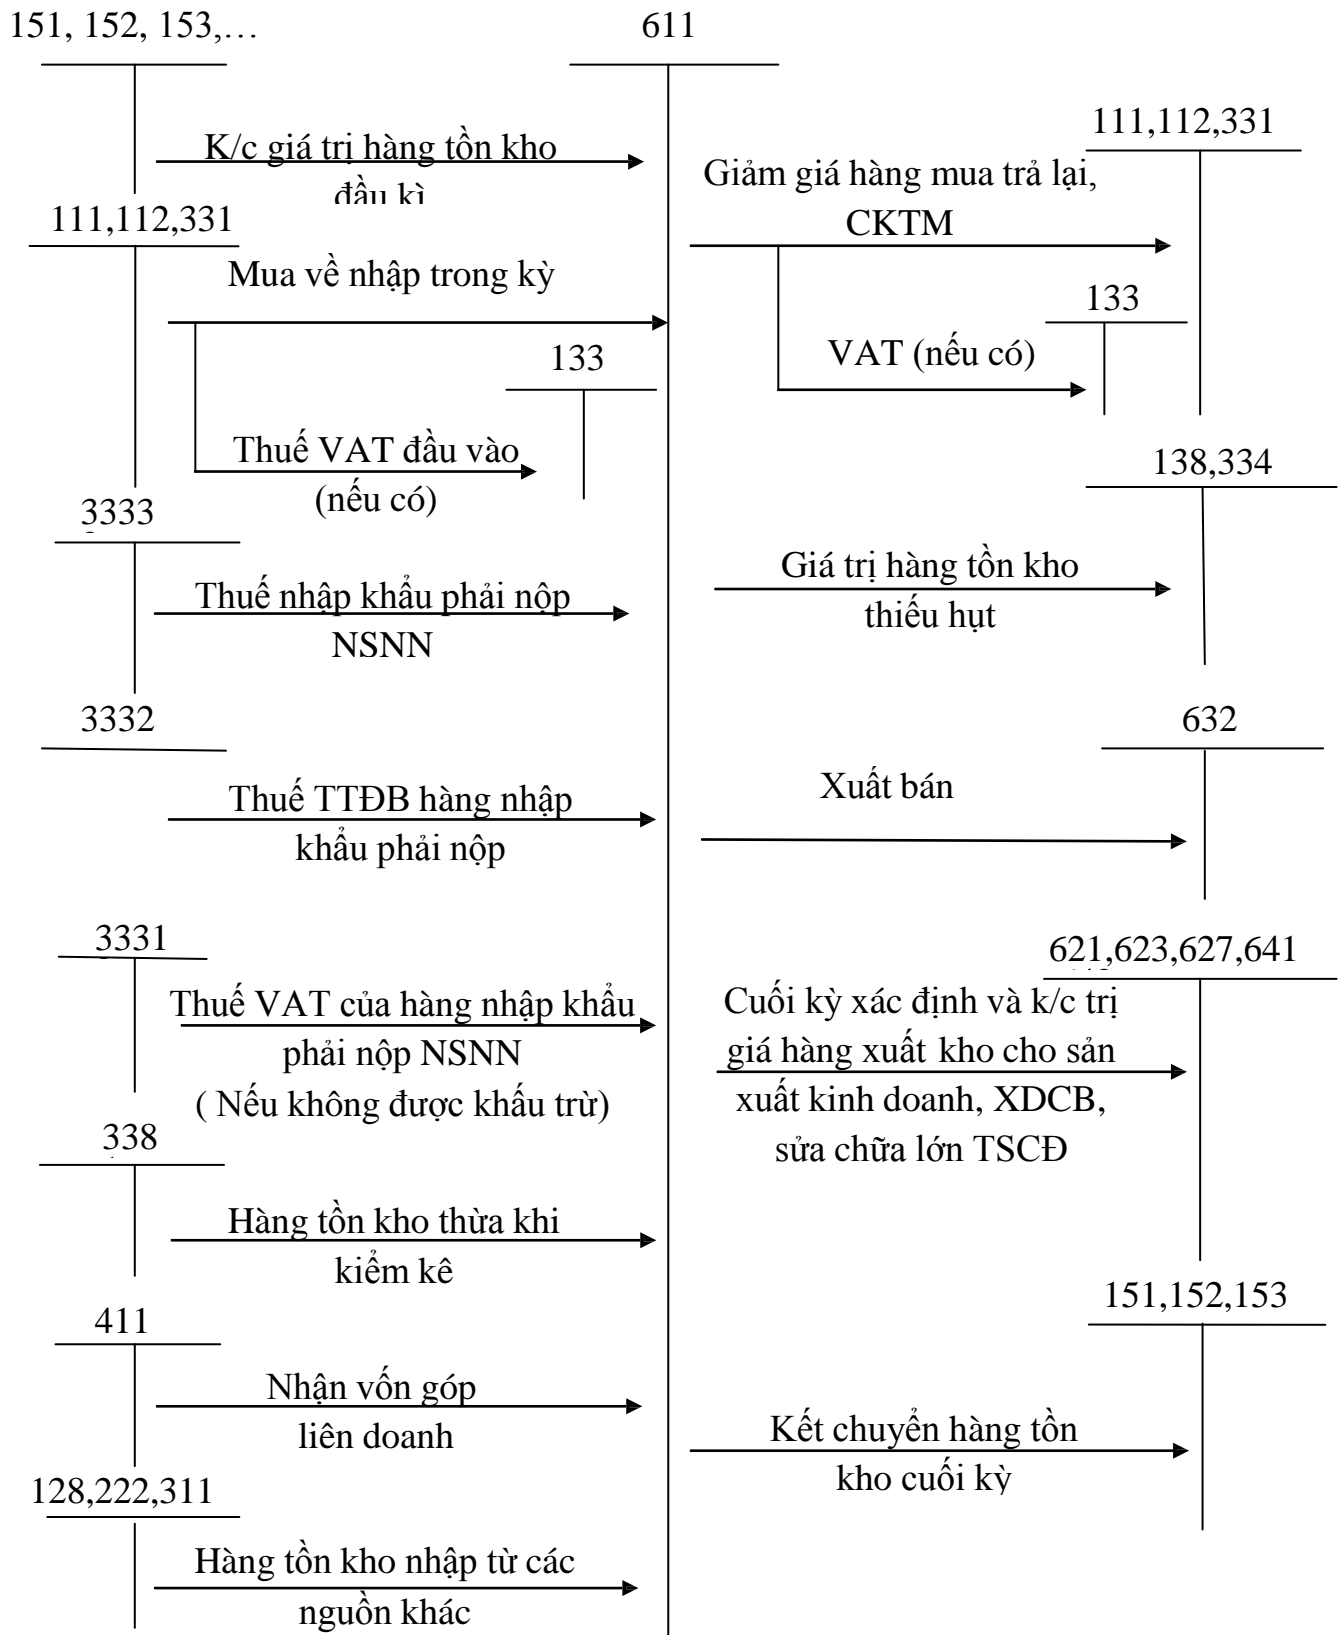 151, 152, 153,…
611
K/c giá trị hàng tồn kho
đầu kì
111,112,331
Mua về nhập trong kỳ
133
Thuế VAT đầu vào
(nếu có)
3333
Thuế nhập khẩu phải nộp
NSNN
3332
Thuế TTĐB hàng nhập
khẩu phải nộp
3331
Thuế VAT của hàng nhập khẩu
phải nộp NSNN
( Nếu không được khấu trừ)
338
Hàng tồn kho thừa khi
kiểm kê
411
Nhận vốn góp
liên doanh
128,222,311
Hàng tồn kho nhập từ các
nguồn khác
111,112,331
Giảm giá hàng mua trả lại,
CKTM
133
VAT (nếu có)
138,334
Giá trị hàng tồn kho
thiếu hụt
632
Xuất bán
621,623,627,641
Cuối kỳ xác định và k/c trị
giá hàng xuất kho cho sản
xuất kinh doanh, XDCB,
sửa chữa lớn TSCĐ
151,152,153
Kết chuyển hàng tồn
kho cuối kỳ